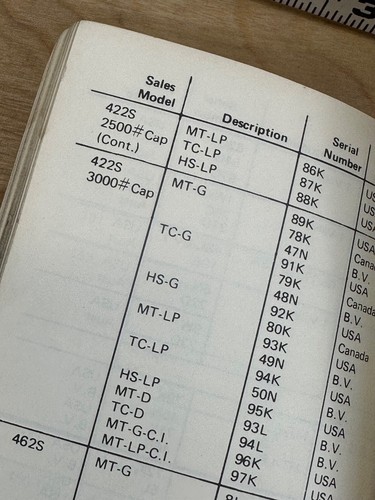 Sales
Model Description Serial
Number
422S MT-LP 86K US
2500# Cap TC-LP 87K US
(Cont.) HS-LP 88K USA
422S MT-G 89K USA
3000# Cap 78K Canada
47N B.V.
TC-G 91K USA
79K Canada
48N B.V.
HS-G 92K USA
80K Canada
MT-LP 93K USA
49N B.V.
TC-LP 94K USA
50N B.V.
HS-LP 95K USA
MT-D 93L B.V.
TC-D 94L B.V.
MT-G-C.I. 96K USA
MT-LP-C.I. 97K USA
462S MT-G